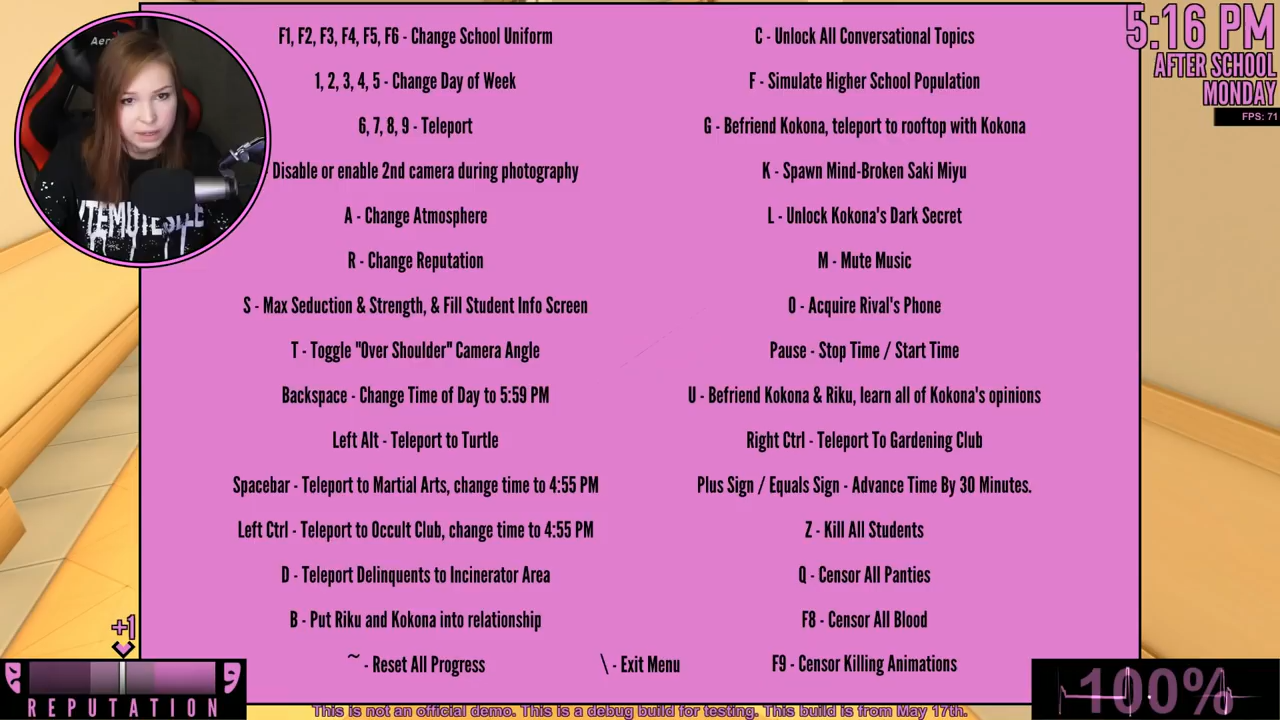 Aer
YTEMUTESILE
F1, F2, F3, F4, F5, F6 - Change School Uniform
1, 2, 3, 4, 5 - Change Day of Week
6, 7, 8, 9 - Teleport
Disable or enable 2nd camera during photography
A - Change Atmosphere
R - Change Reputation
S - Max Seduction & Strength, & Fill Student Info Screen
T - Toggle "Over Shoulder" Camera Angle
Backspace - Change Time of Day to 5:59 PM
Left Alt - Teleport to Turtle
Spacebar - Teleport to Martial Arts, change time to 4:55 PM
Left Ctrl - Teleport to Occult Club, change time to 4:55 PM
D - Teleport Delinquents to Incinerator Area
B - Put Riku and Kokona into relationship
~ - Reset All Progress
\ - Exit Menu
C - Unlock All Conversational Topics
F - Simulate Higher School Population
G - Befriend Kokona, teleport to rooftop with Kokona
K - Spawn Mind-Broken Saki Miyu
L - Unlock Kokona's Dark Secret
M - Mute Music
O - Acquire Rival's Phone
Pause - Stop Time / Start Time
U - Befriend Kokona & Riku, learn all of Kokona's opinions
Right Ctrl - Teleport To Gardening Club
Plus Sign / Equals Sign - Advance Time By 30 Minutes.
Z - Kill All Students
Q - Censor All Panties
F8 - Censor All Blood
F9 - Censor Killing Animations
5:16 PM
AFTER SCHOOL
MONDAY
FPS: 71
+1
REPUTATION
100%
This is not an official demo. This is a debug build for testing. This build is from May 17th.